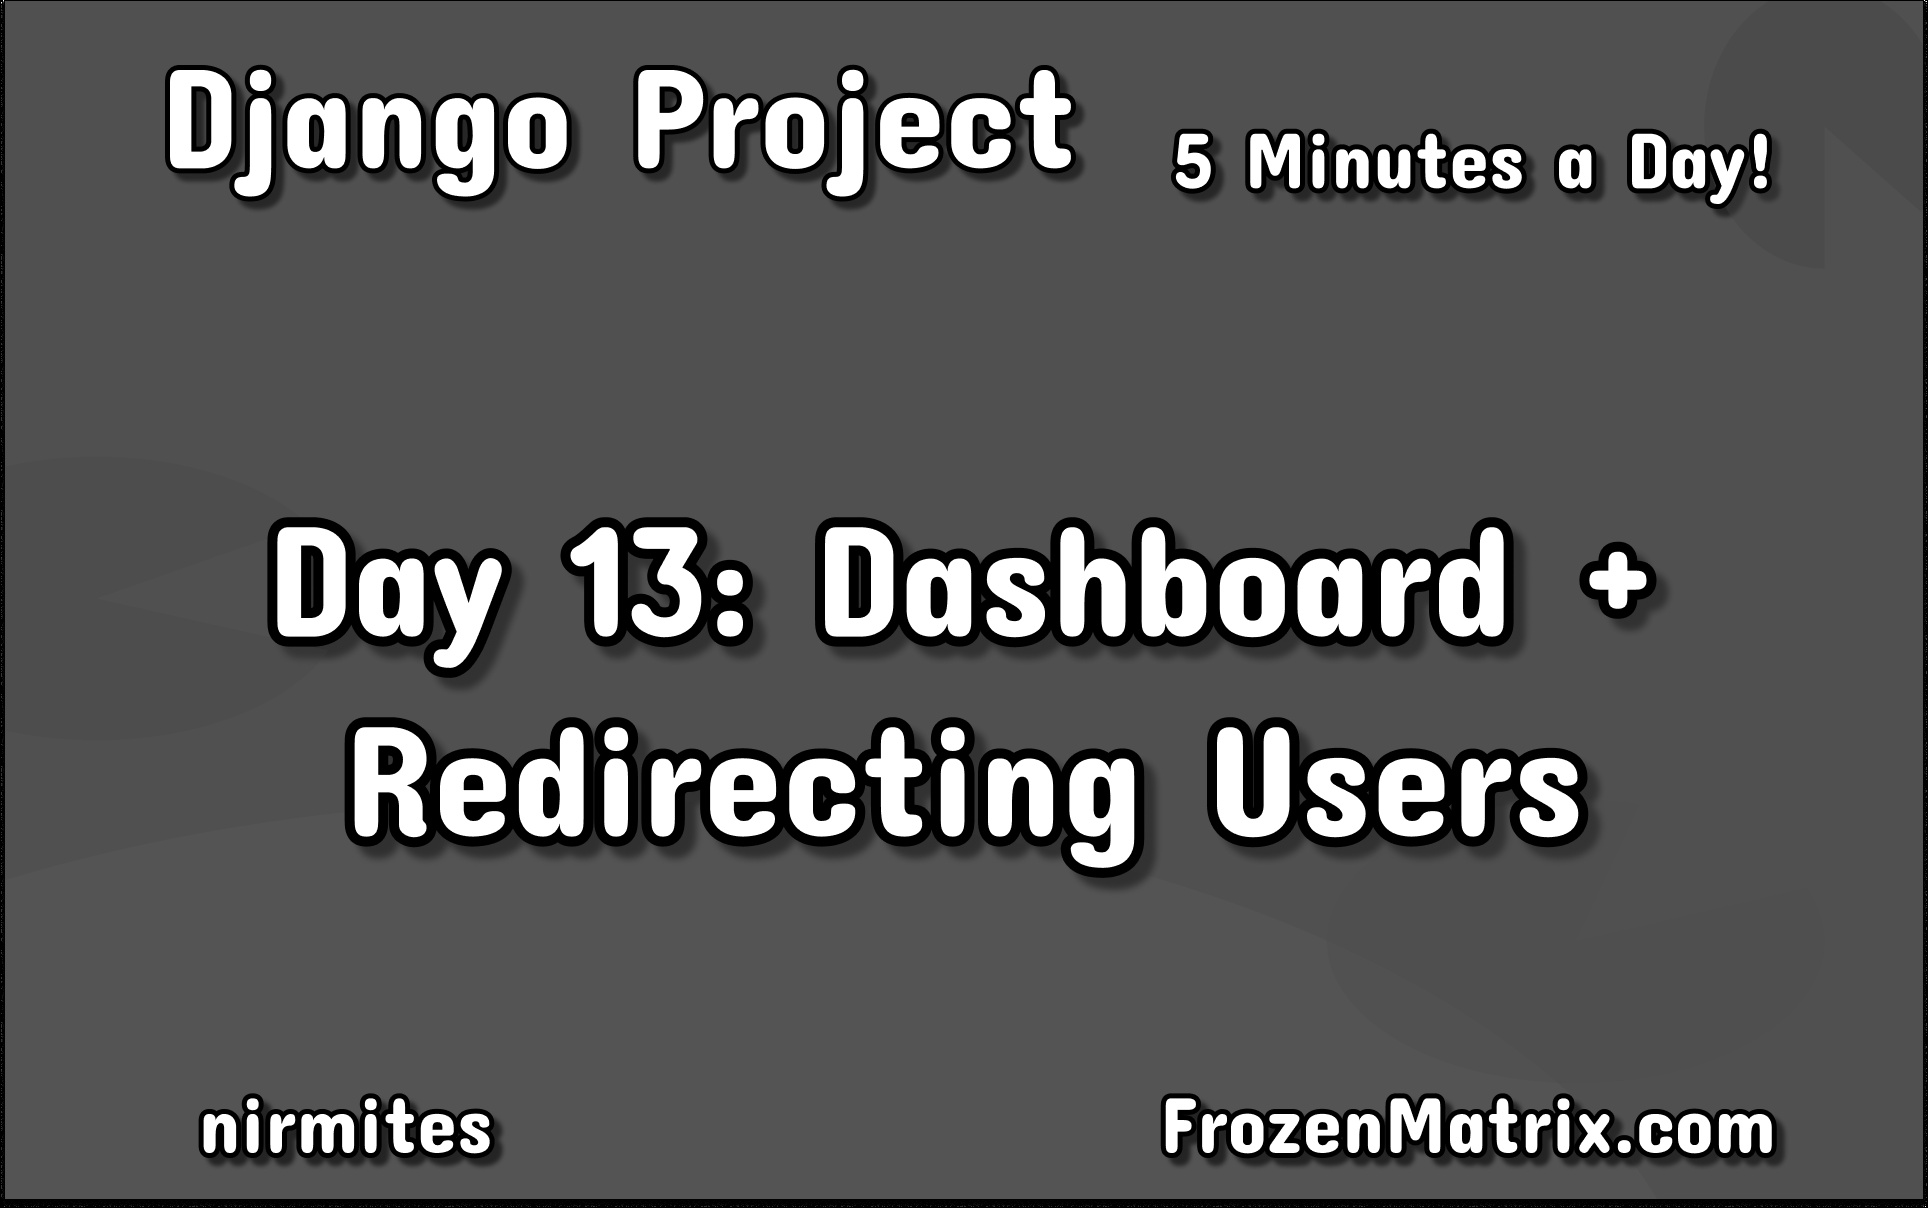 Django Project 5 Minutes a Day!
Day 13: Dashboard +
Redirecting Users
nirmites FrozenMatrix.com